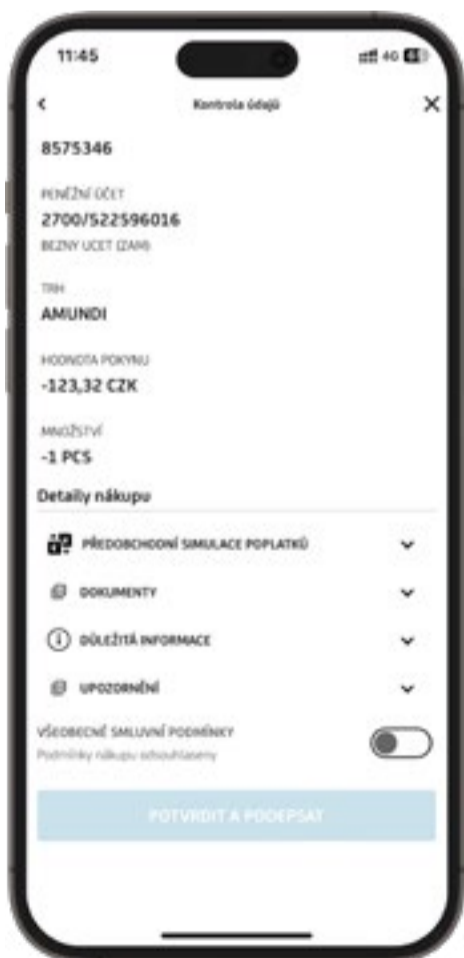 11:45
4G
Kontrola údajů
8575346
PENĚŽNÍ ÚČET
2700/522596016
BEZNY UCET (ZAM)
TRH
AMUNDI
HODNOTA POKYNU
-123,32 CZK
MNOŽSTVÍ
-1 PCS
Detaily nákupu
PŘEDOBCHODNÍ SIMULACE POPLATKŮ
DOKUMENTY
DŮLEŽITÁ INFORMACE
UPOZORNĚNÍ
VŠEOBECNÉ SMLUVNÍ PODMÍNKY
Podmínky nákupu odsouhlaseny
POTVRDIT A PODEPSAT